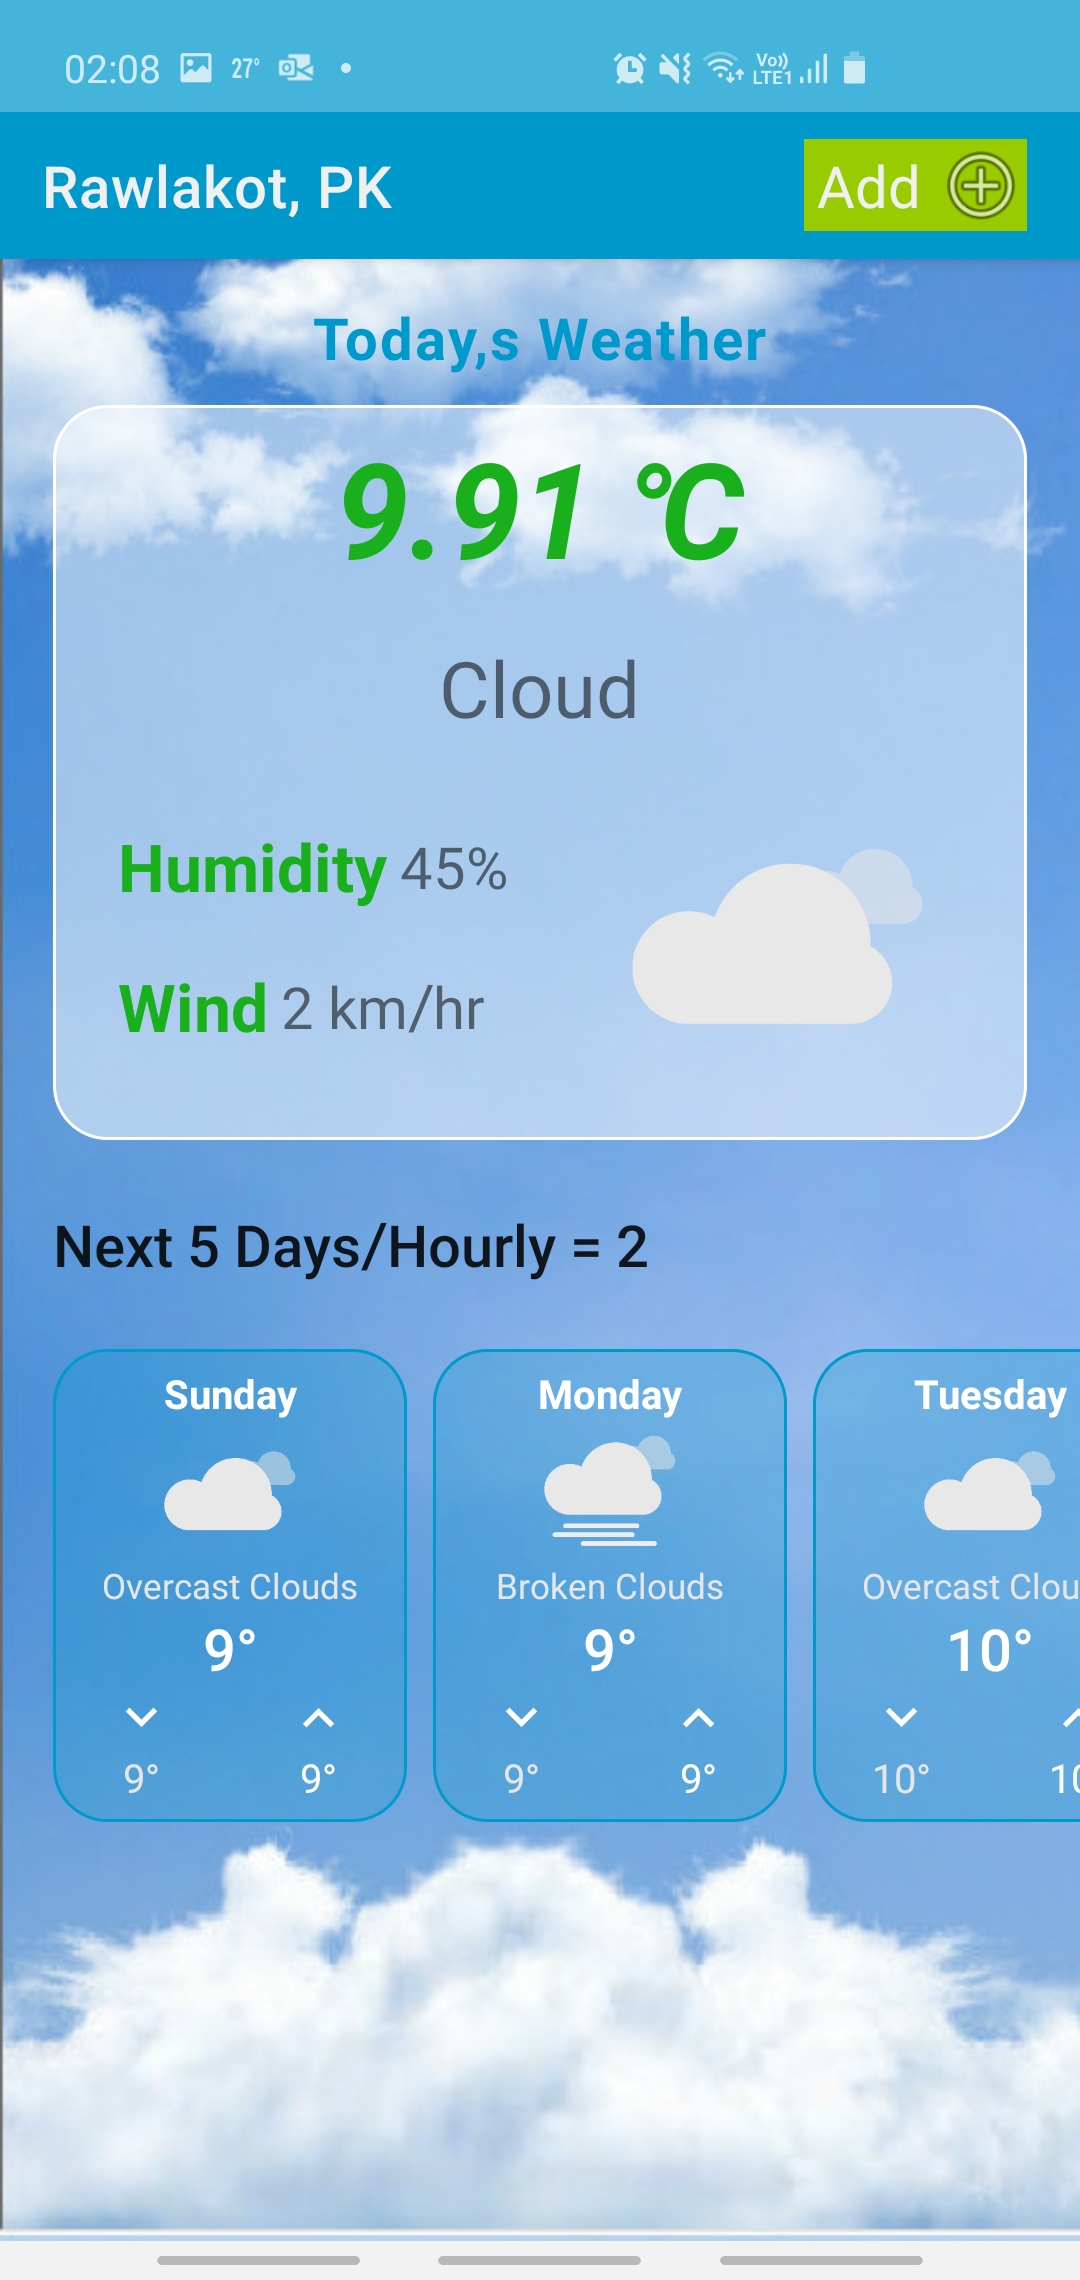 02:08 27° Vo)) LTE1
Rawlakot, PK Add
Today,s Weather
9.91 °C
Cloud
Humidity 45%
Wind 2 km/hr
Next 5 Days/Hourly = 2
Sunday Monday Tuesday
Overcast Clouds Broken Clouds Overcast Clou
9° 9° 10°
9° 9° 9° 9° 10° 10